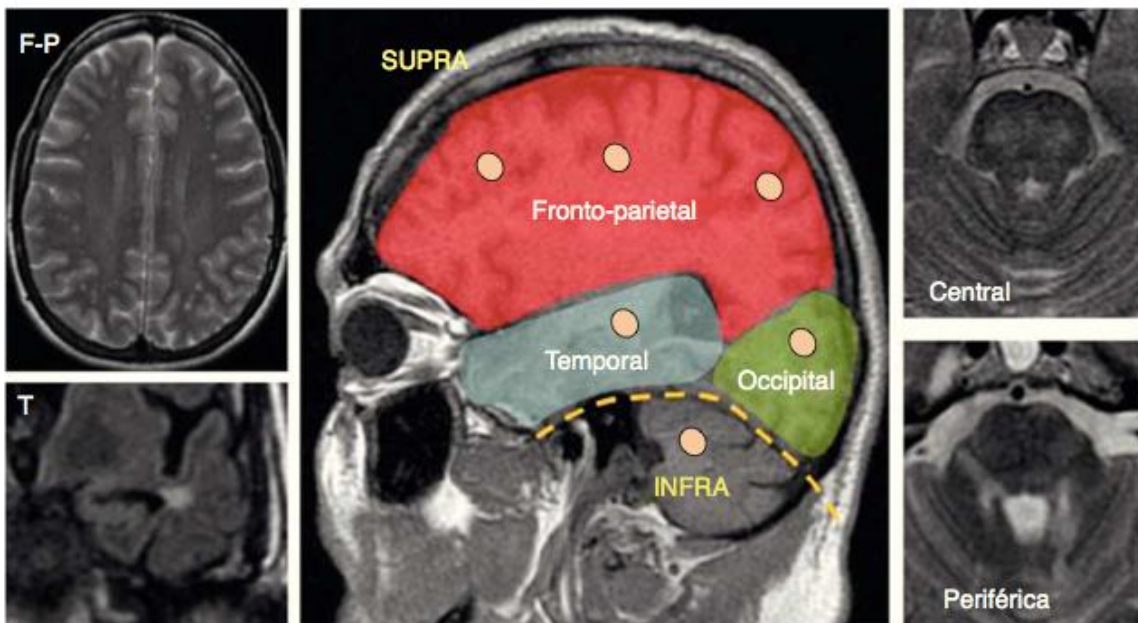 F-P
SUPRA
Fronto-parietal
Temporal
Occipital
INFRA
T
Central
Periférica